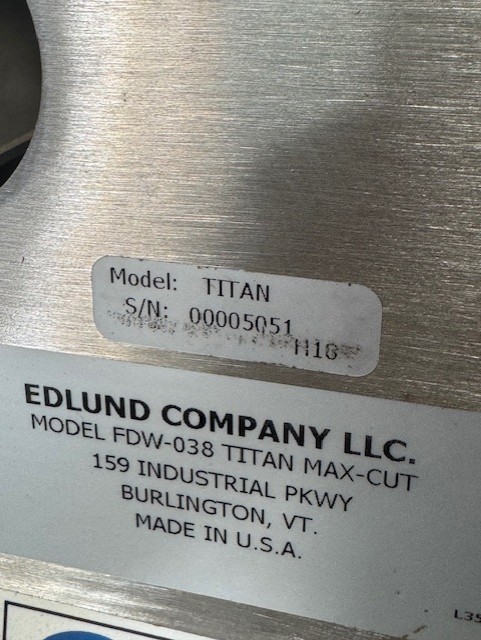 Model: TITAN
S/N: 00005051
H18
EDLUND COMPANY LLC.
MODEL FDW-038 TITAN MAX-CUT
159 INDUSTRIAL PKWY
BURLINGTON, VT.
MADE IN U.S.A.